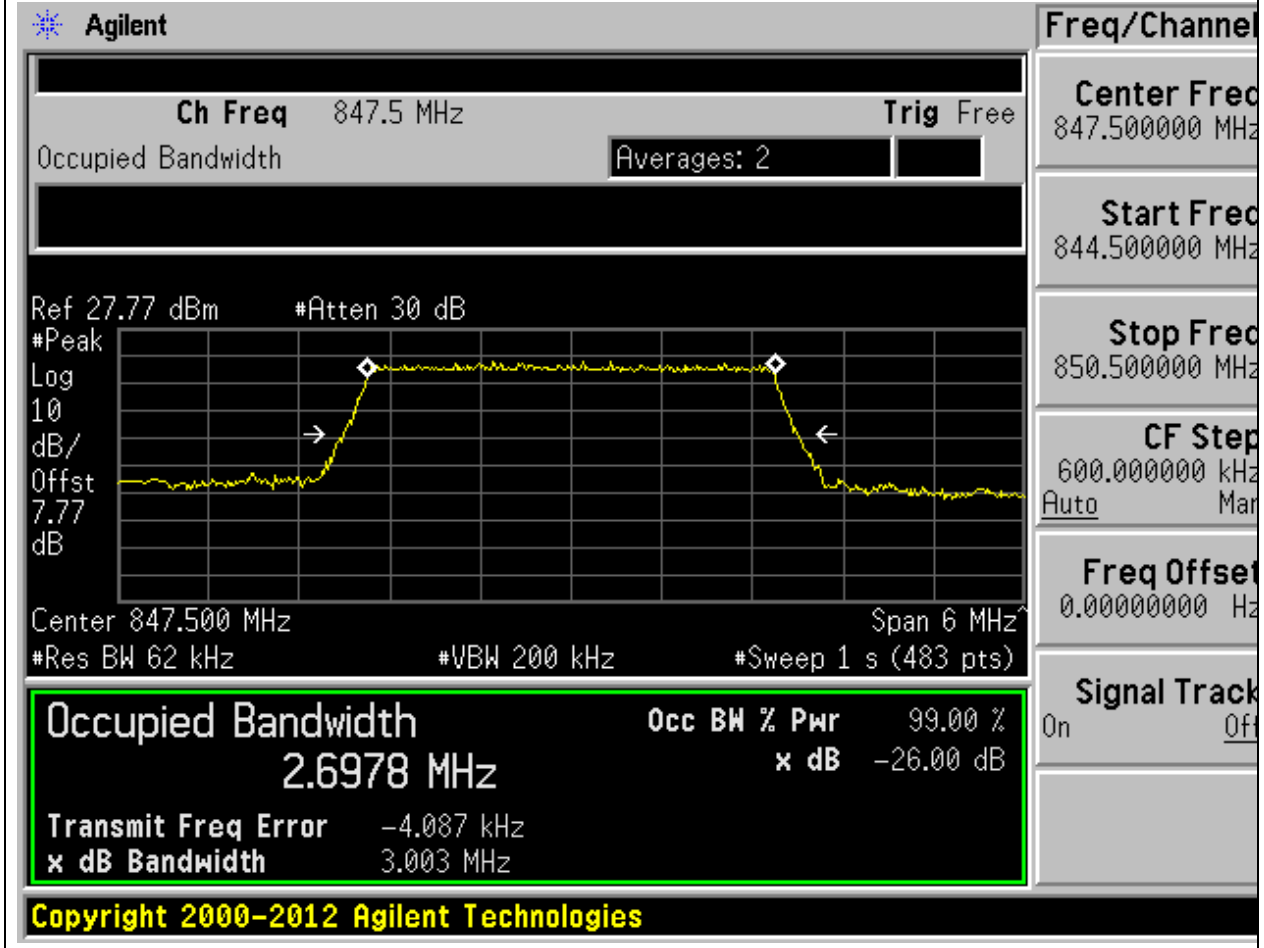 Agilent
Freq/Channel
Ch Freq 847.5 MHz Trig Free
Occupied Bandwidth Averages: 2
Center Freq
847.500000 MHz
Start Freq
844.500000 MHz
Stop Freq
850.500000 MHz
CF Step
600.000000 kHz
Auto Man
Freq Offset
0.00000000 Hz
Signal Track
On Off
Ref 27.77 dBm #Atten 30 dB
#Peak
Log
10
dB/
Offst
7.77
dB
Center 847.500 MHz Span 6 MHz^
#Res BW 62 kHz #VBW 200 kHz #Sweep 1 s (483 pts)
Occupied Bandwidth Occ BW % Pwr 99.00 %
2.6978 MHz x dB -26.00 dB
Transmit Freq Error -4.087 kHz
x dB Bandwidth 3.003 MHz
Copyright 2000-2012 Agilent Technologies